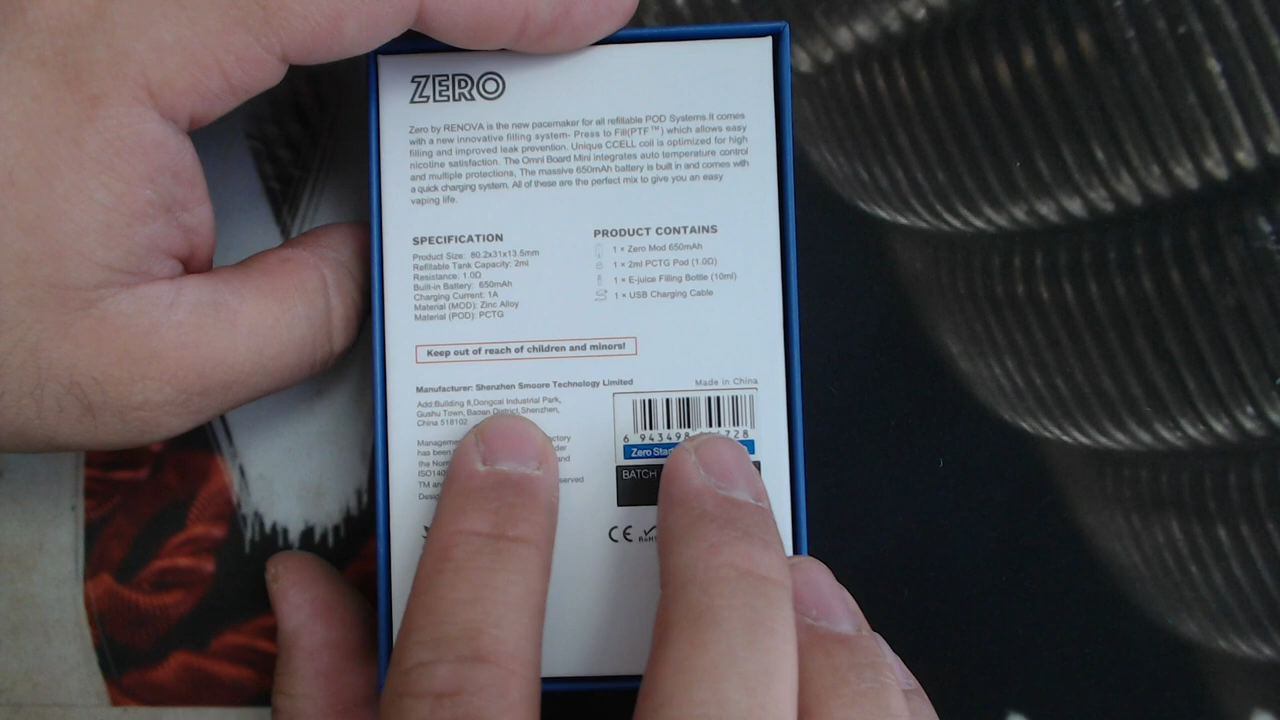 ZERO
Zero by RENOVA is the new pacemaker for all refillable POD Systems.It comes
with a new innovative filling system- Press to Fill(PTF™) which allows easy
filling and improved leak prevention. Unique CCELL coil is optimized for high
nicotine satisfaction. The Omni Board Mini integrates auto temperature control
and multiple protections, The massive 650mAh battery is built in and comes with
a quick charging system. All of these are the perfect mix to give you an easy
vaping life.
SPECIFICATION
Product Size: 80.2x31x13.5mm
Refillable Tank Capacity: 2ml
Resistance: 1.0Ω
Built-in Battery: 650mAh
Charging Current: 1A
Material (MOD): Zinc Alloy
Material (POD): PCTG
PRODUCT CONTAINS
1 × Zero Mod 650mAh
1 × 2ml PCTG Pod (1.0Ω)
1 × E-juice Filling Bottle (10ml)
1 × USB Charging Cable
Keep out of reach of children and minors!
Manufacturer: Shenzhen Smoore Technology Limited
Made in China
Add:Building 8,Dongcai Industrial Park,
Gushu Town, Baoan District,Shenzhen,
China 518102
has been
the
TM
6 943498 728
Zero
BATCH
CE RoHS